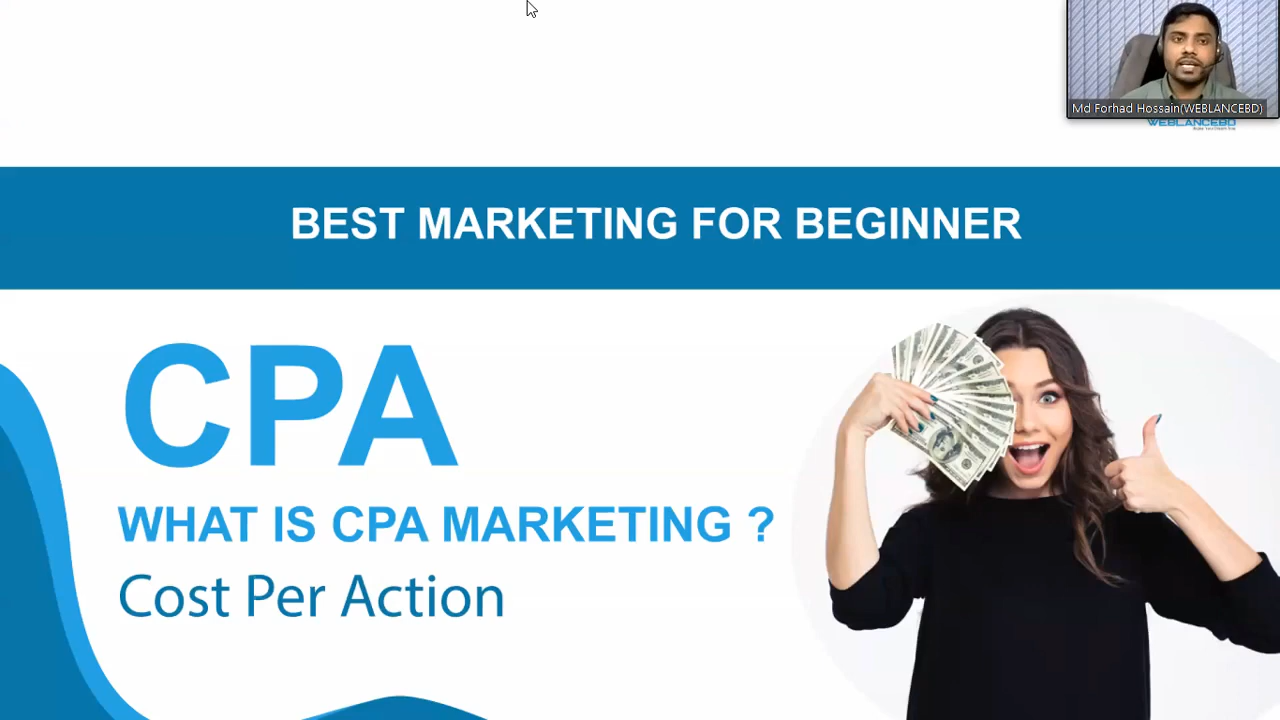 Md Forhad Hossain(WEBLANCEBD)
WEBLANCEBD
BEST MARKETING FOR BEGINNER
CPA
WHAT IS CPA MARKETING ?
Cost Per Action